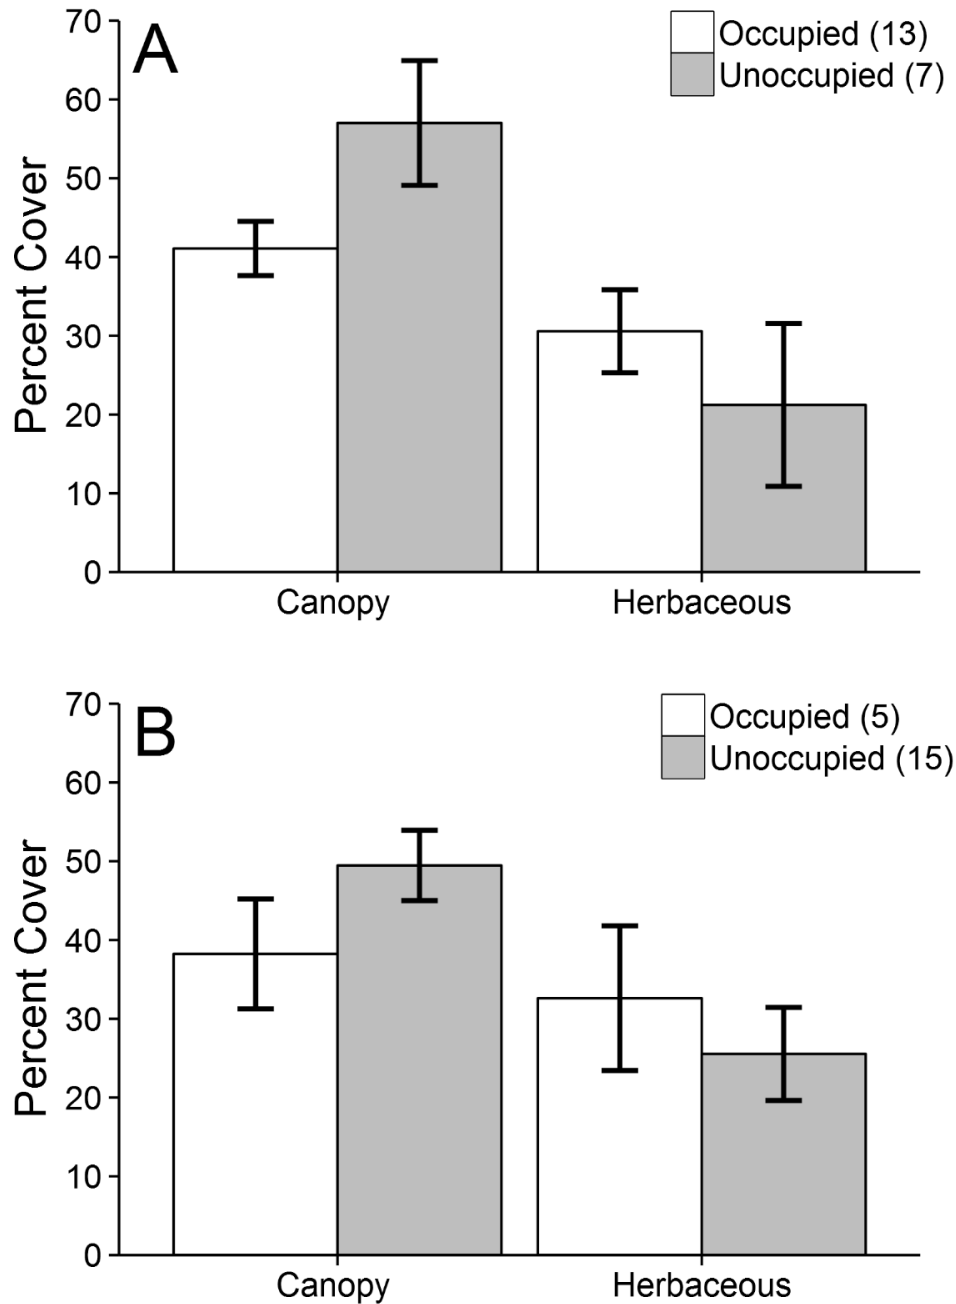 A
Occupied (13)
Unoccupied (7)
Percent Cover
70
60
50
40
30
20
10
0
Canopy
Herbaceous
B
Occupied (5)
Unoccupied (15)
Percent Cover
70
60
50
40
30
20
10
0
Canopy
Herbaceous